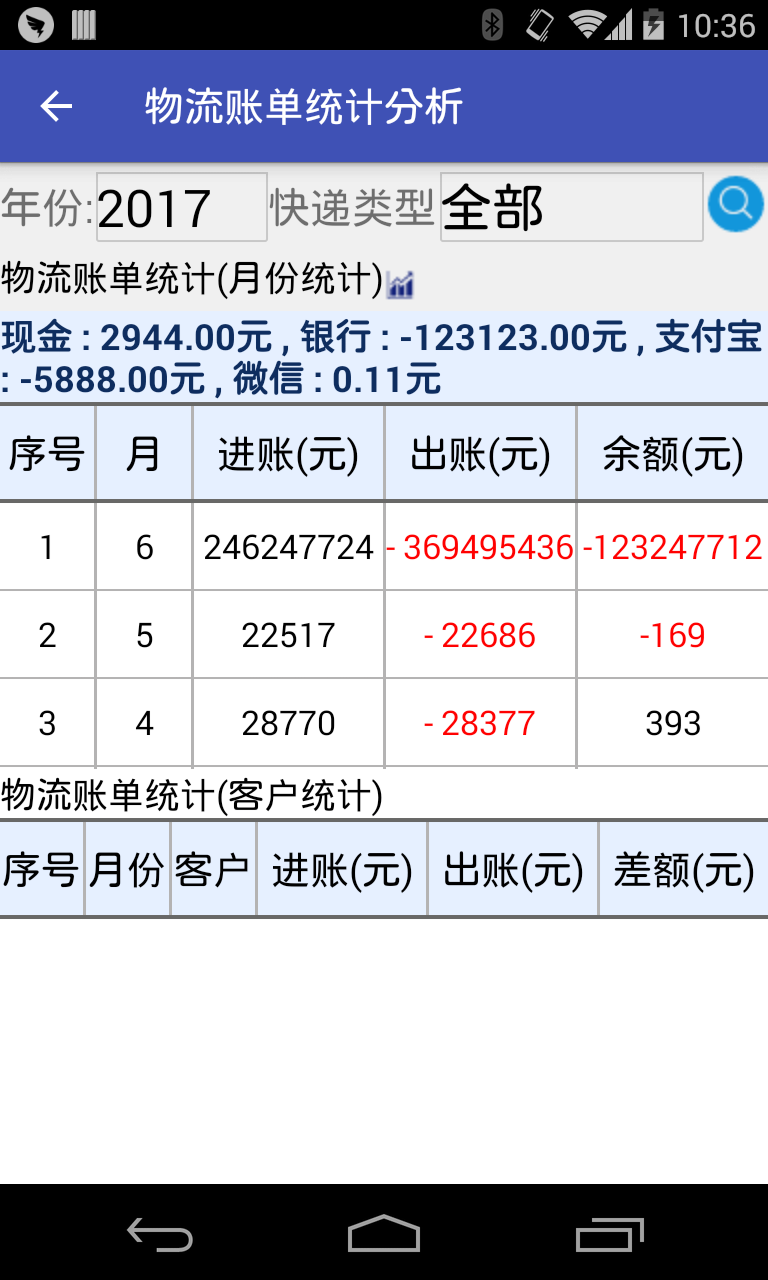 10:36
物流账单统计分析
年份:2017 快递类型 全部
物流账单统计(月份统计)
现金 : 2944.00元 , 银行 : -123123.00元 , 支付宝
: -5888.00元 , 微信 : 0.11元
序号 月 进账(元) 出账(元) 余额(元)
1 6 246247724 - 369495436 -123247712
2 5 22517 - 22686 -169
3 4 28770 - 28377 393
物流账单统计(客户统计)
序号 月份 客户 进账(元) 出账(元) 差额(元)